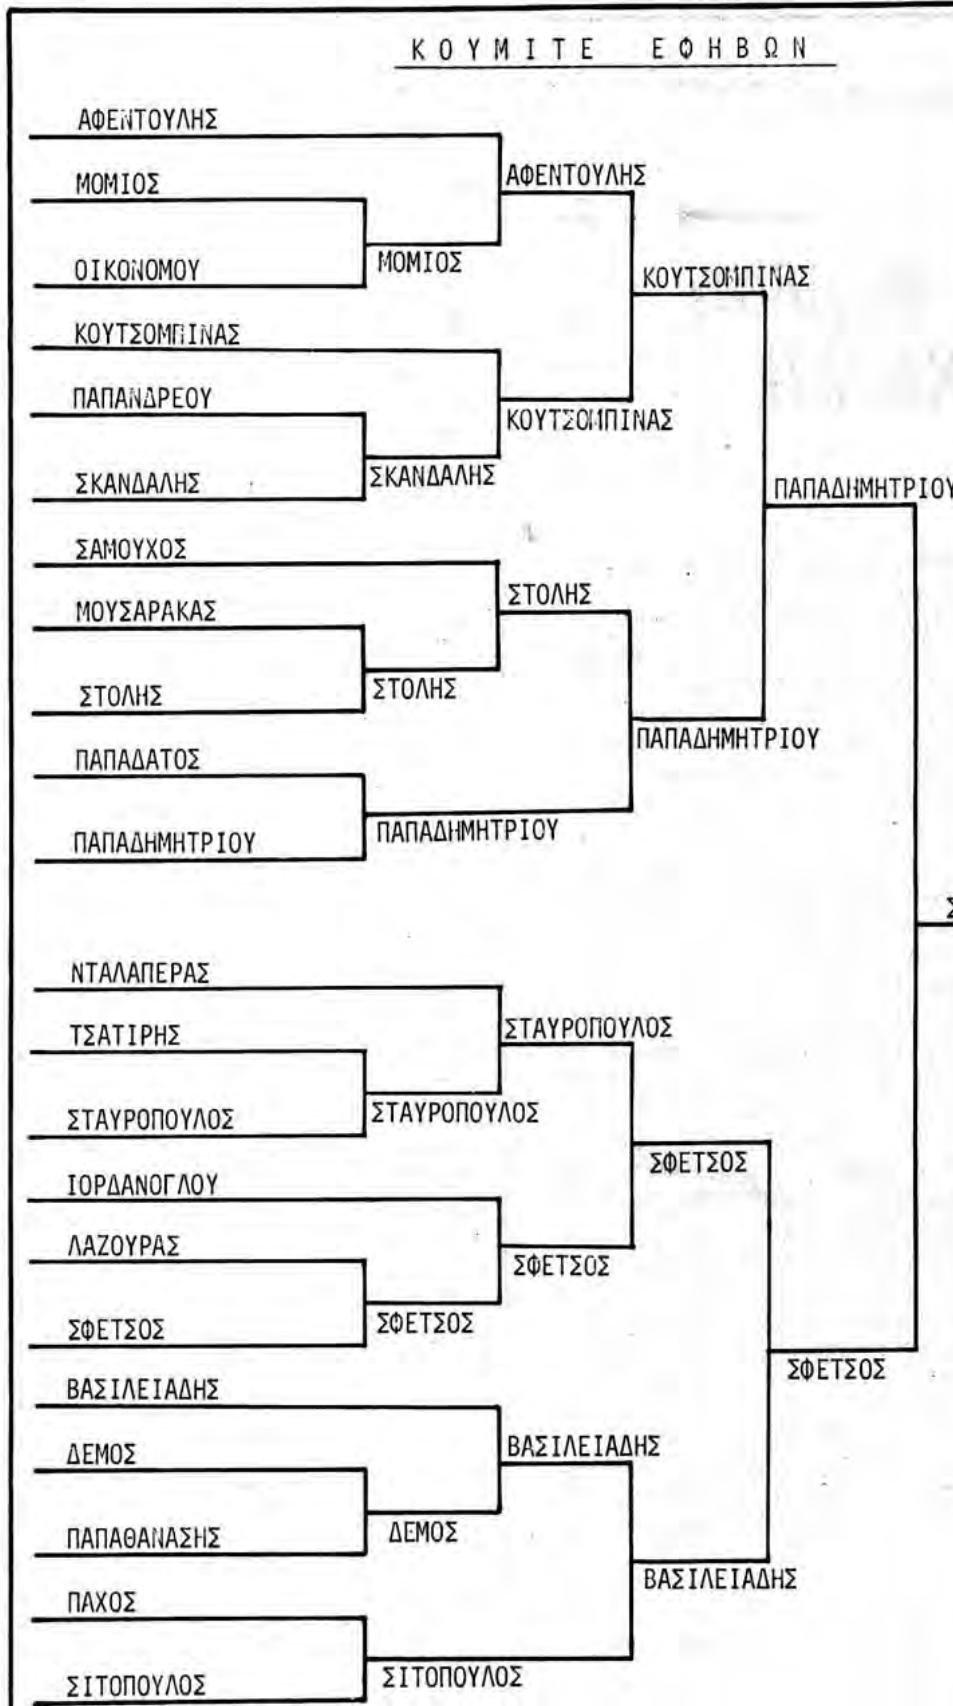 ΚΟΥΜΙΤΕ ΕΦΗΒΩΝ
ΑΦΕΝΤΟΥΛΗΣ
ΜΟΜΙΟΣ
ΟΙΚΟΝΟΜΟΥ
ΚΟΥΤΣΟΜΠΙΝΑΣ
ΠΑΠΑΝΔΡΕΟΥ
ΣΚΑΝΔΑΛΗΣ
ΣΑΜΟΥΧΟΣ
ΜΟΥΣΑΡΑΚΑΣ
ΣΤΟΛΗΣ
ΠΑΠΑΔΑΤΟΣ
ΠΑΠΑΔΗΜΗΤΡΙΟΥ
ΝΤΑΛΑΠΕΡΑΣ
ΤΣΑΤΙΡΗΣ
ΣΤΑΥΡΟΠΟΥΛΟΣ
ΙΟΡΔΑΝΟΓΛΟΥ
ΛΑΖΟΥΡΑΣ
ΣΦΕΤΣΟΣ
ΒΑΣΙΛΕΙΑΔΗΣ
ΔΕΜΟΣ
ΠΑΠΑΘΑΝΑΣΗΣ
ΠΑΧΟΣ
ΣΙΤΟΠΟΥΛΟΣ
ΜΟΜΙΟΣ
ΣΚΑΝΔΑΛΗΣ
ΣΤΟΛΗΣ
ΠΑΠΑΔΗΜΗΤΡΙΟΥ
ΣΤΑΥΡΟΠΟΥΛΟΣ
ΣΦΕΤΣΟΣ
ΔΕΜΟΣ
ΣΙΤΟΠΟΥΛΟΣ
ΑΦΕΝΤΟΥΛΗΣ
ΚΟΥΤΣΟΜΠΙΝΑΣ
ΣΤΟΛΗΣ
ΣΤΑΥΡΟΠΟΥΛΟΣ
ΣΦΕΤΣΟΣ
ΒΑΣΙΛΕΙΑΔΗΣ
ΚΟΥΤΣΟΜΠΙΝΑΣ
ΠΑΠΑΔΗΜΗΤΡΙΟΥ
ΣΦΕΤΣΟΣ
ΒΑΣΙΛΕΙΑΔΗΣ
ΠΑΠΑΔΗΜΗΤΡΙΟΥ
ΣΦΕΤΣΟΣ